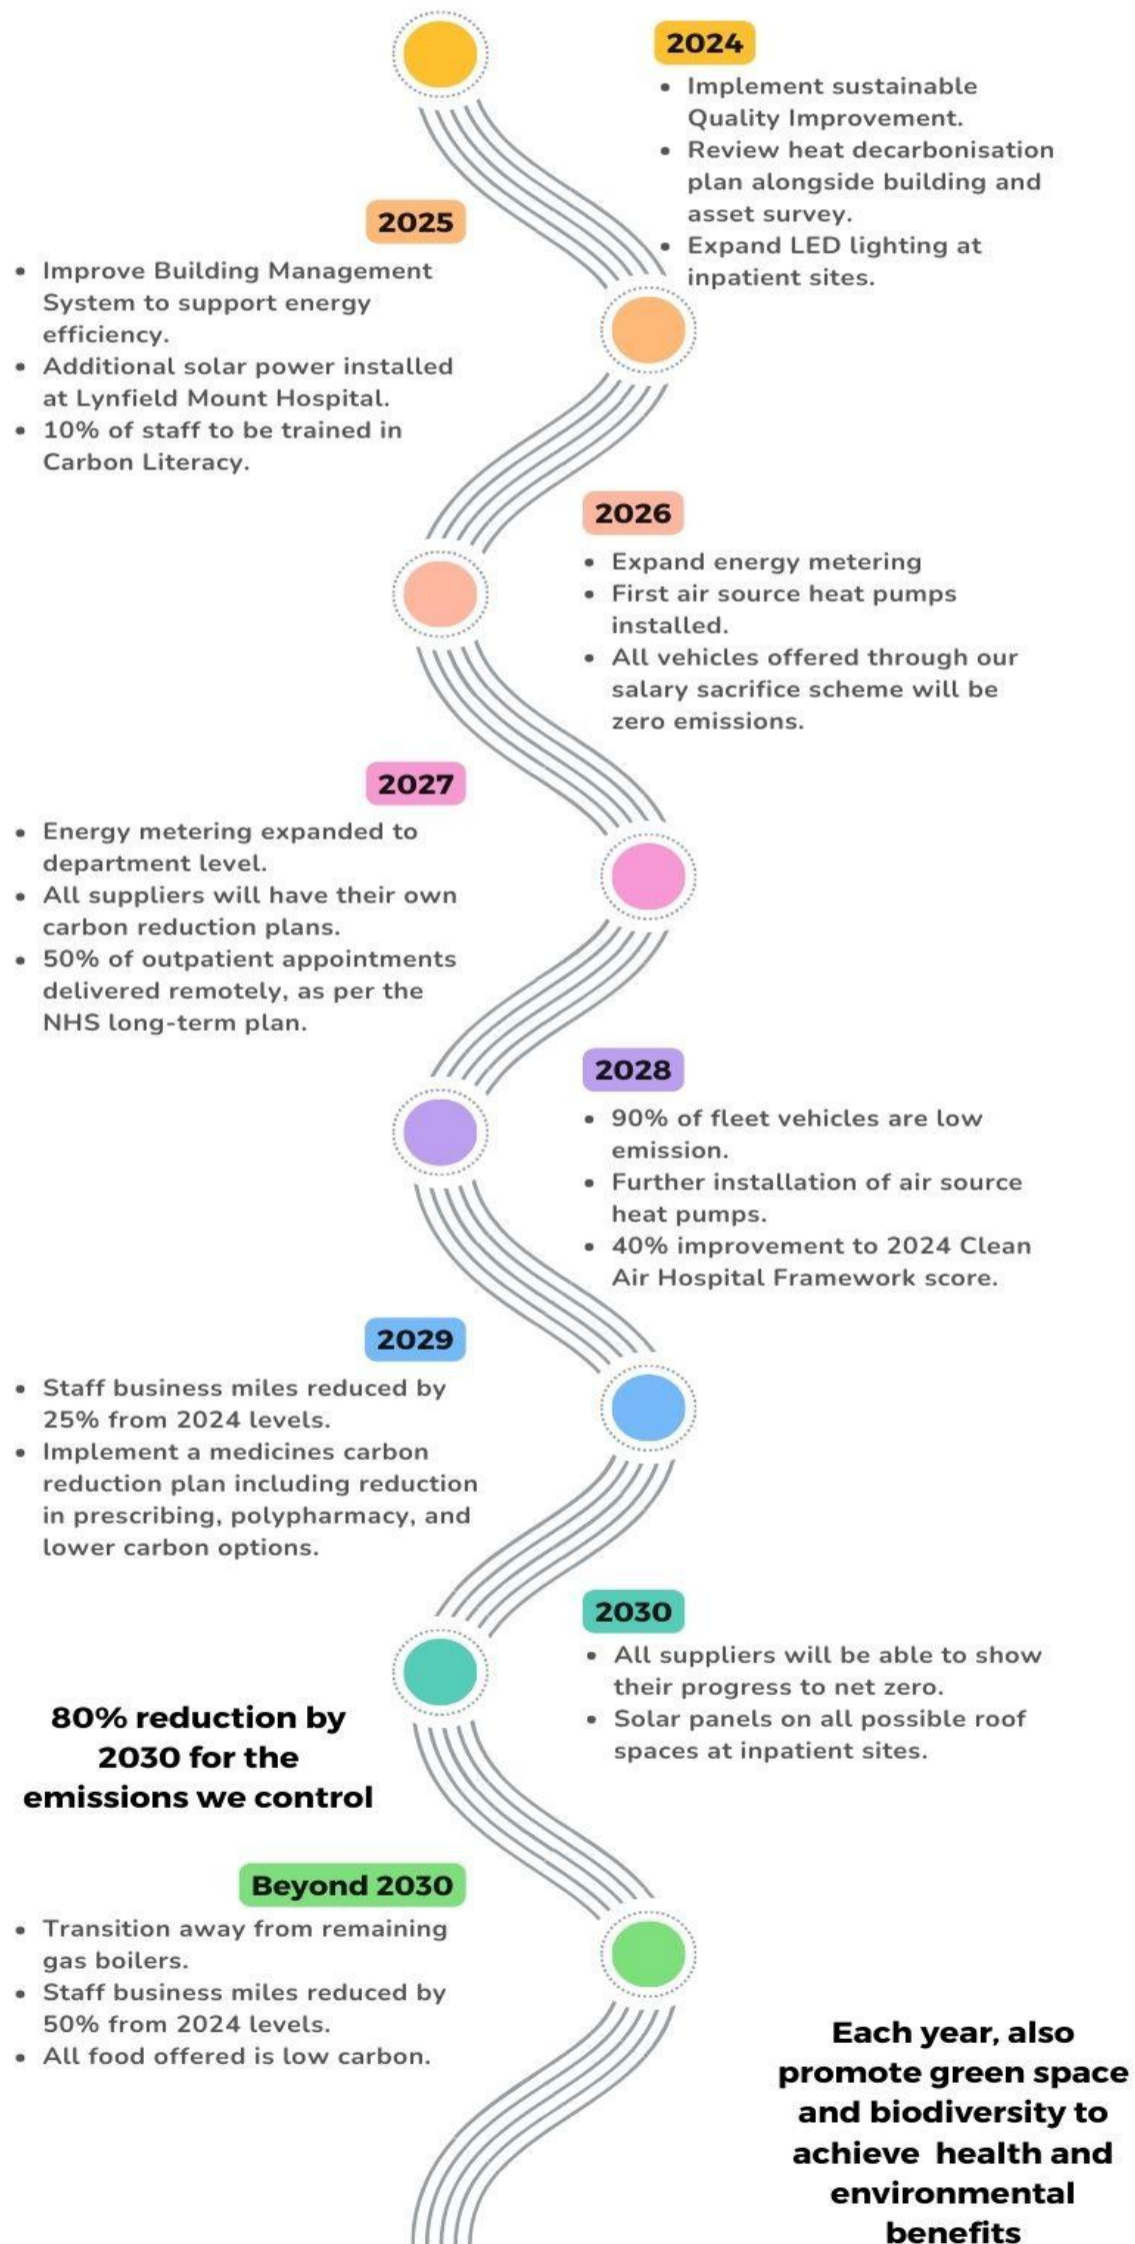 2024
• Implement sustainable
Quality Improvement.
• Review heat decarbonisation
plan alongside building and
asset survey.
• Expand LED lighting at
inpatient sites.
2025
• Improve Building Management
System to support energy
efficiency.
• Additional solar power installed
at Lynfield Mount Hospital.
• 10% of staff to be trained in
Carbon Literacy.
2026
• Expand energy metering
• First air source heat pumps
installed.
• All vehicles offered through our
salary sacrifice scheme will be
zero emissions.
2027
• Energy metering expanded to
department level.
• All suppliers will have their own
carbon reduction plans.
• 50% of outpatient appointments
delivered remotely, as per the
NHS long-term plan.
2028
• 90% of fleet vehicles are low
emission.
• Further installation of air source
heat pumps.
• 40% improvement to 2024 Clean
Air Hospital Framework score.
2029
• Staff business miles reduced by
25% from 2024 levels.
• Implement a medicines carbon
reduction plan including reduction
in prescribing, polypharmacy, and
lower carbon options.
2030
• All suppliers will be able to show
their progress to net zero.
• Solar panels on all possible roof
spaces at inpatient sites.
80% reduction by
2030 for the
emissions we control
Beyond 2030
• Transition away from remaining
gas boilers.
• Staff business miles reduced by
50% from 2024 levels.
• All food offered is low carbon.
Each year, also
promote green space
and biodiversity to
achieve health and
environmental
benefits